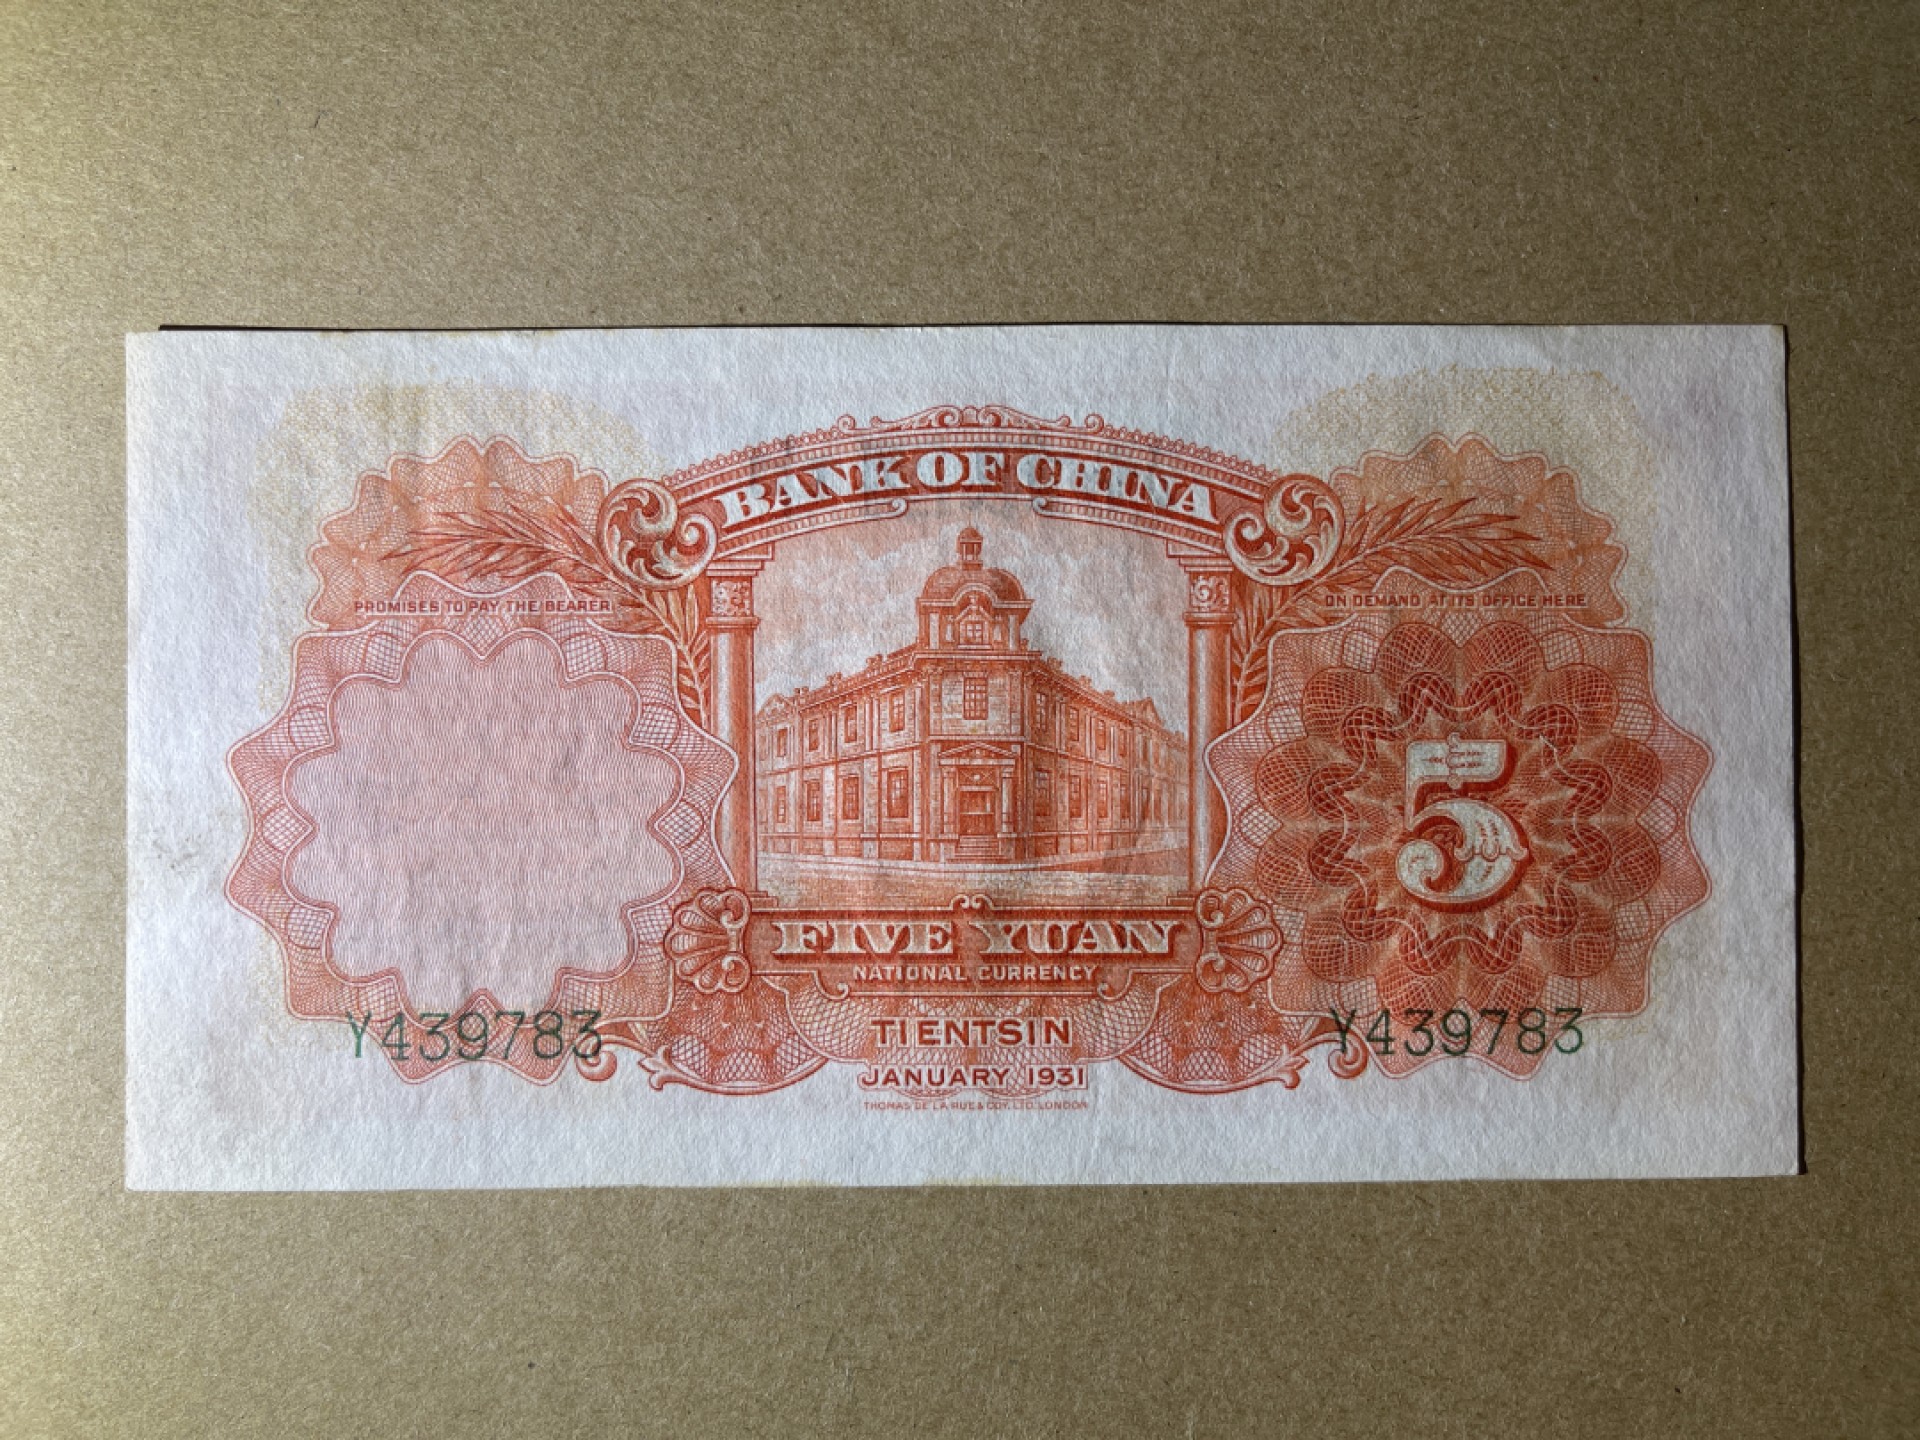 BANK OF CHINA
PROMISES TO PAY THE BEARER
ON DEMAND AT ITS OFFICE HERE
5
FIVE YUAN
NATIONAL CURRENCY
Y439783
Y439783
TIENTSIN
JANUARY 1931
THOMAS DE LA RUE & COY, LTD. LONDON